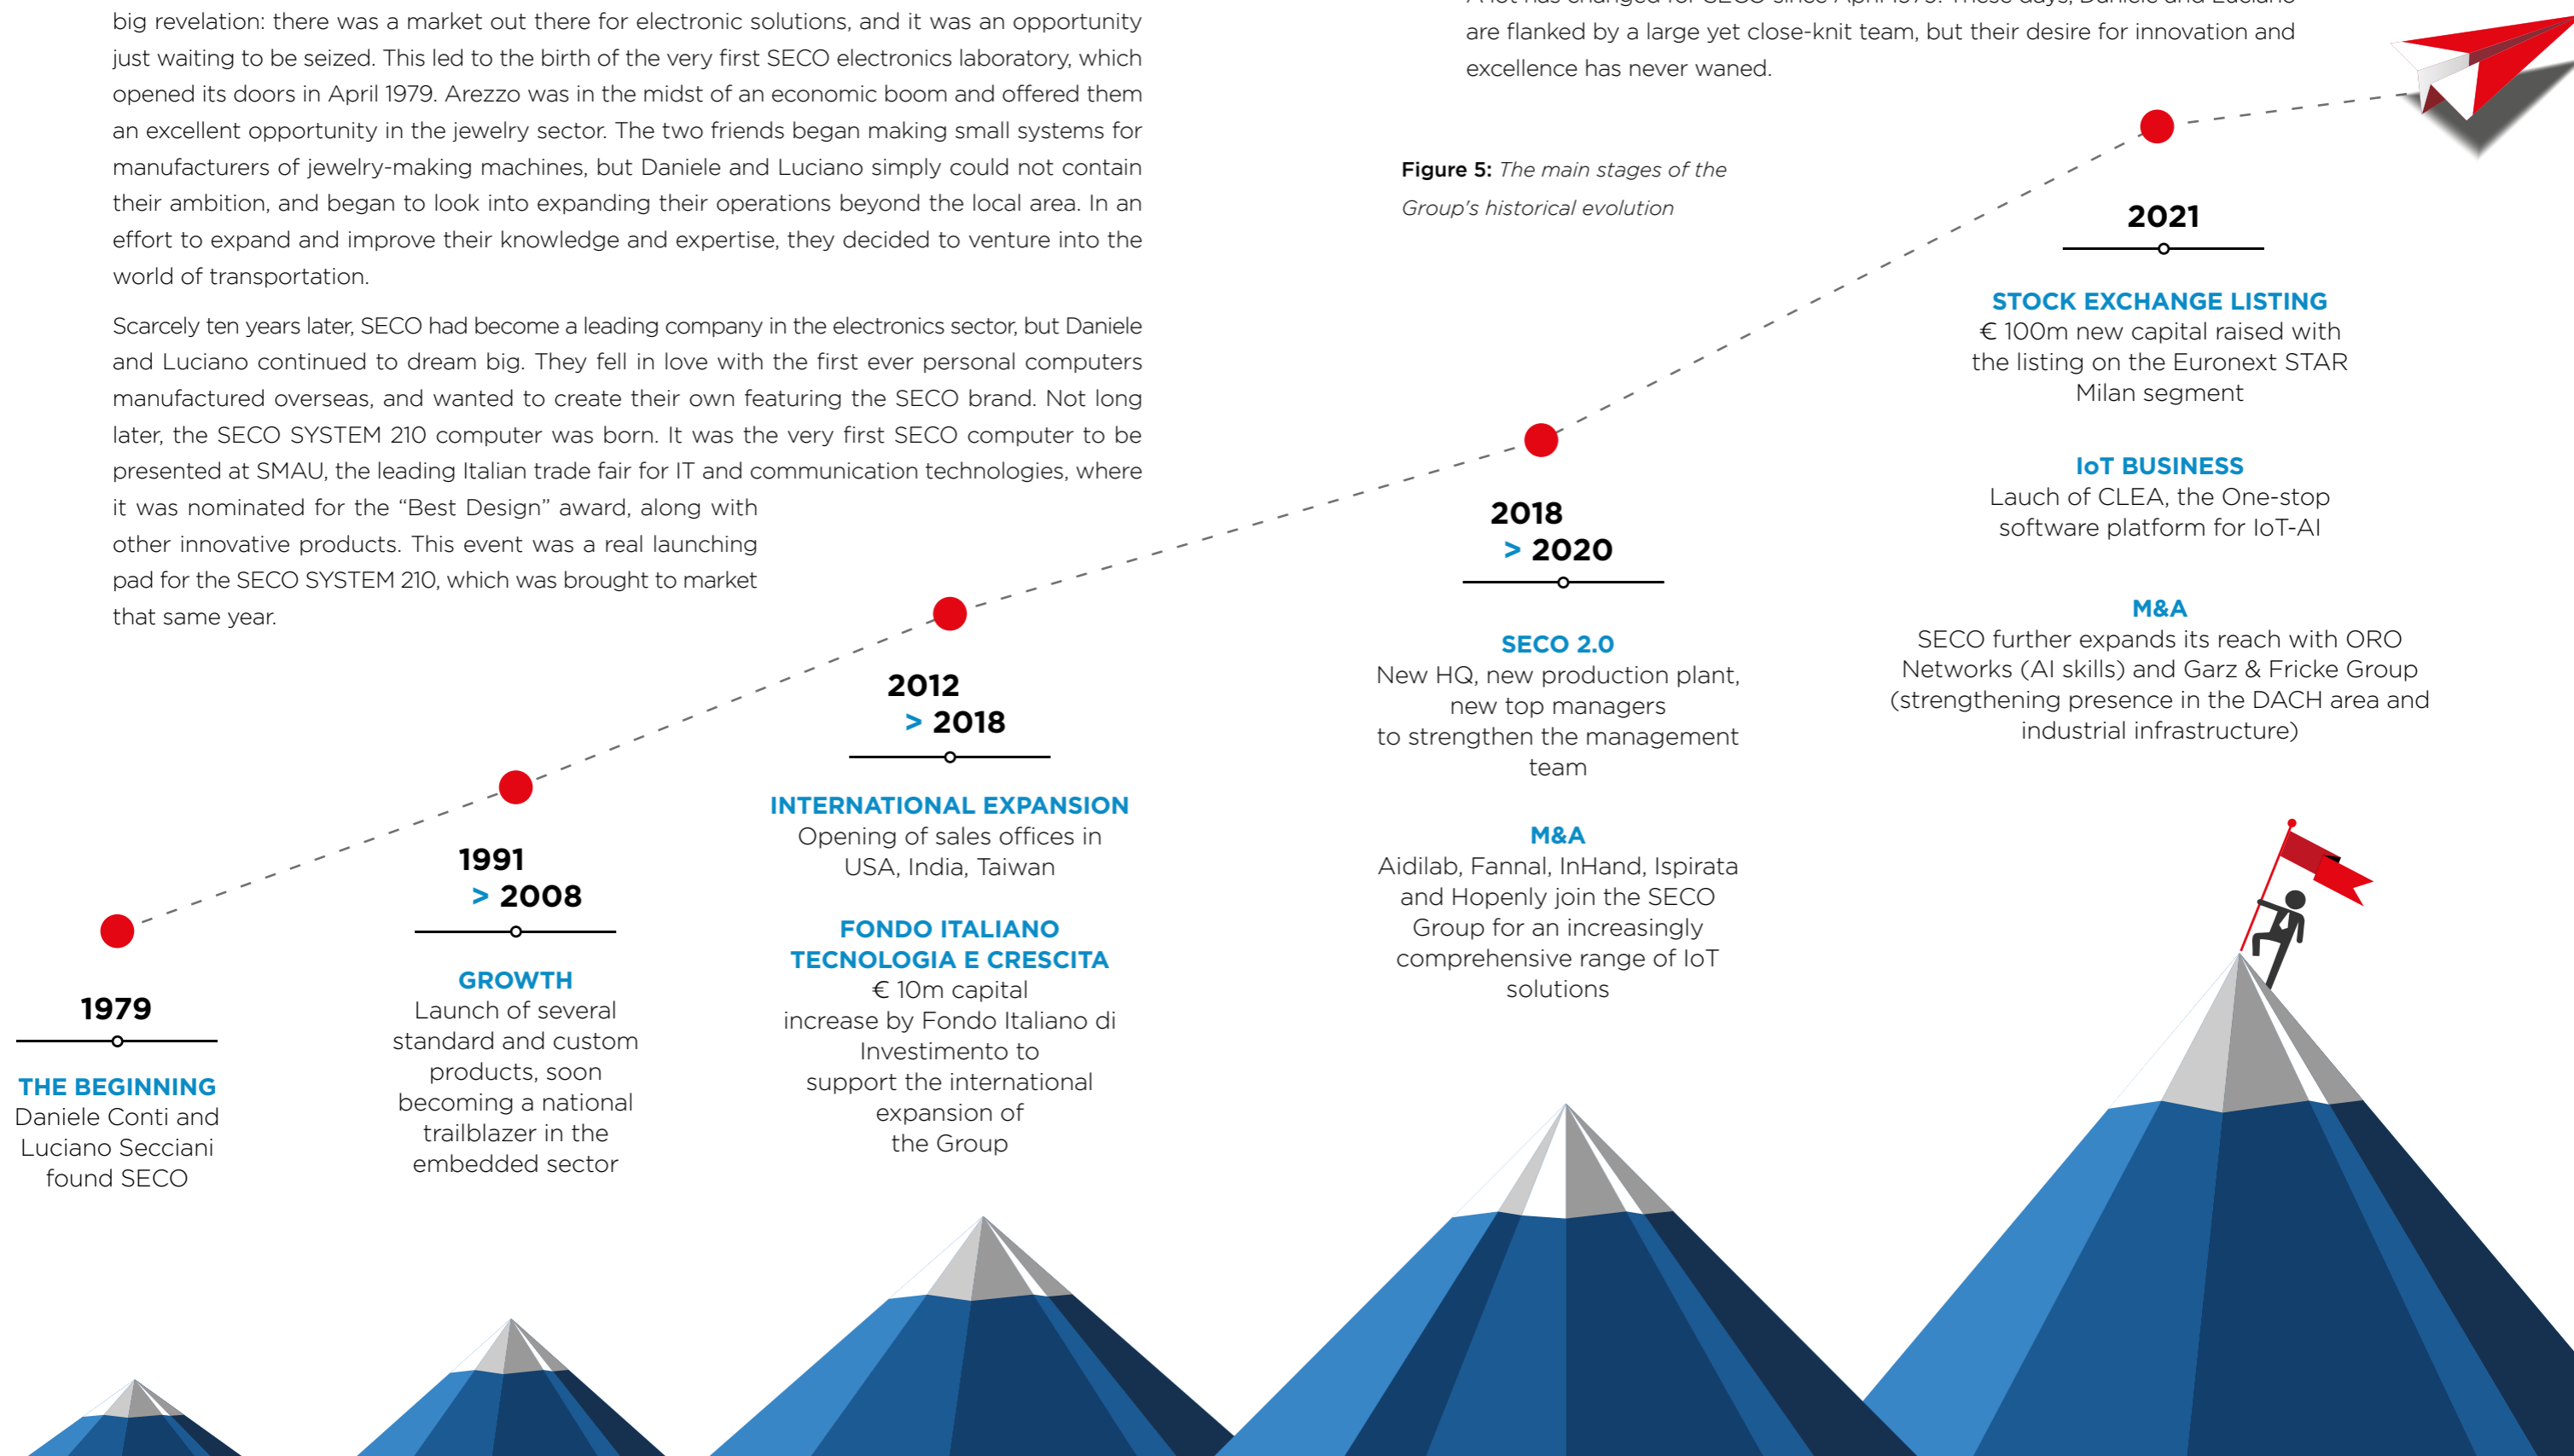 big revelation: there was a market out there for electronic solutions, and it was an opportunity
just waiting to be seized. This led to the birth of the very first SECO electronics laboratory, which
opened its doors in April 1979. Arezzo was in the midst of an economic boom and offered them
an excellent opportunity in the jewelry sector. The two friends began making small systems for
manufacturers of jewelry-making machines, but Daniele and Luciano simply could not contain
their ambition, and began to look into expanding their operations beyond the local area. In an
effort to expand and improve their knowledge and expertise, they decided to venture into the
world of transportation.
Scarcely ten years later, SECO had become a leading company in the electronics sector, but Daniele
and Luciano continued to dream big. They fell in love with the first ever personal computers
manufactured overseas, and wanted to create their own featuring the SECO brand. Not long
later, the SECO SYSTEM 210 computer was born. It was the very first SECO computer to be
presented at SMAU, the leading Italian trade fair for IT and communication technologies, where
it was nominated for the “Best Design” award, along with
other innovative products. This event was a real launching
pad for the SECO SYSTEM 210, which was brought to market
that same year.
A lot has changed for SECO since April 1979. These days, Daniele and Luciano
are flanked by a large yet close-knit team, but their desire for innovation and
excellence has never waned.
Figure 5: The main stages of the
Group's historical evolution
1979
THE BEGINNING
Daniele Conti and
Luciano Secciani
found SECO
1991
> 2008
GROWTH
Launch of several
standard and custom
products, soon
becoming a national
trailblazer in the
embedded sector
2012
> 2018
INTERNATIONAL EXPANSION
Opening of sales offices in
USA, India, Taiwan
FONDO ITALIANO
TECNOLOGIA E CRESCITA
€ 10m capital
increase by Fondo Italiano di
Investimento to
support the international
expansion of
the Group
2018
> 2020
SECO 2.0
New HQ, new production plant,
new top managers
to strengthen the management
team
M&A
Aidilab, Fannal, InHand, Ispirata
and Hopenly join the SECO
Group for an increasingly
comprehensive range of IoT
solutions
2021
STOCK EXCHANGE LISTING
€ 100m new capital raised with
the listing on the Euronext STAR
Milan segment
IoT BUSINESS
Lauch of CLEA, the One-stop
software platform for IoT-AI
M&A
SECO further expands its reach with ORO
Networks (AI skills) and Garz & Fricke Group
(strengthening presence in the DACH area and
industrial infrastructure)